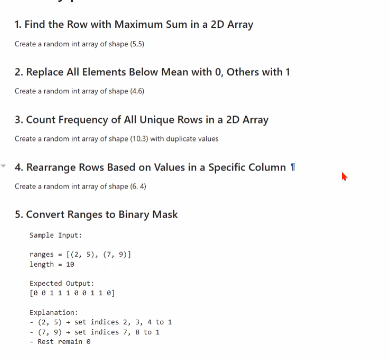 1. Find the Row with Maximum Sum in a 2D Array
Create a random int array of shape (5.5)
2. Replace All Elements Below Mean with 0, Others with 1
Create a random int array of shape (4.6)
3. Count Frequency of All Unique Rows in a 2D Array
Create a random int array of shape (10.3) with duplicate values
4. Rearrange Rows Based on Values in a Specific Column ¶
Create a random int array of shape (6. 4)
5. Convert Ranges to Binary Mask
Sample Input:
ranges = [(2, 5), (7, 9)]
length = 10
Expected Output:
[0 0 1 1 1 0 0 1 1 0]
Explanation:
- (2, 5) → set indices 2, 3, 4 to 1
- (7, 9) → set indices 7, 8 to 1
- Rest remain 0